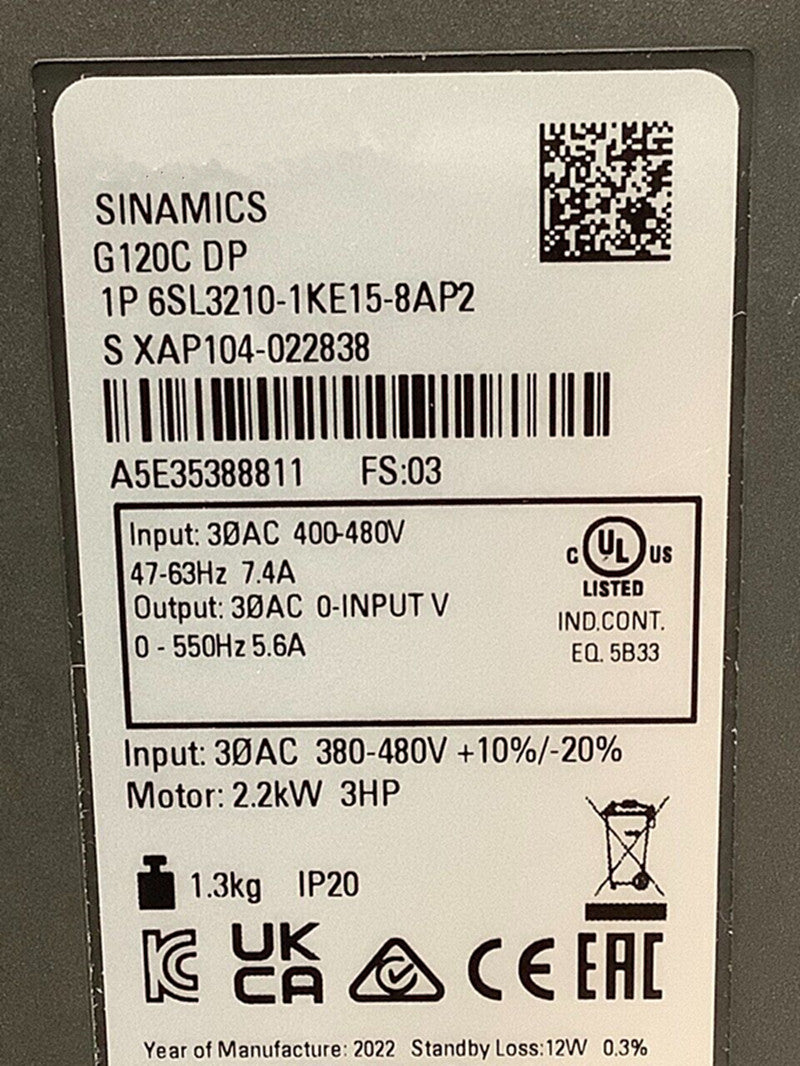 SINAMICS
G120C DP
1P 6SL3210-1KE15-8AP2
S XAP104-022838
A5E35388811 FS:03
Input: 3ØAC 400-480V
47-63Hz 7.4A
Output: 3ØAC 0-INPUT V
0 - 550Hz 5.6A
C UL US
LISTED
IND.CONT.
EQ. 5B33
Input: 3ØAC 380-480V +10%/-20%
Motor: 2.2kW 3HP
1.3kg IP20
KC UK CA CE EAC
Year of Manufacture: 2022 Standby Loss:12W 0.3%